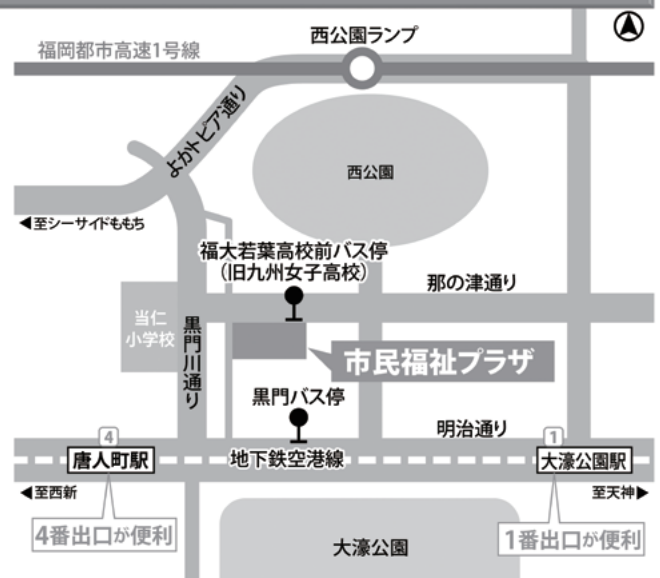 西公園ランプ
福岡都市高速1号線
よかトピア通り
西公園
◀至シーサイドももち
福大若葉高校前バス停
（旧九州女子高校）
那の津通り
当仁
小学校
黒門川通り
市民福祉プラザ
黒門バス停
明治通り
4
1
唐人町駅
地下鉄空港線
大濠公園駅
◀至西新
至天神▶
4番出口が便利
1番出口が便利
大濠公園